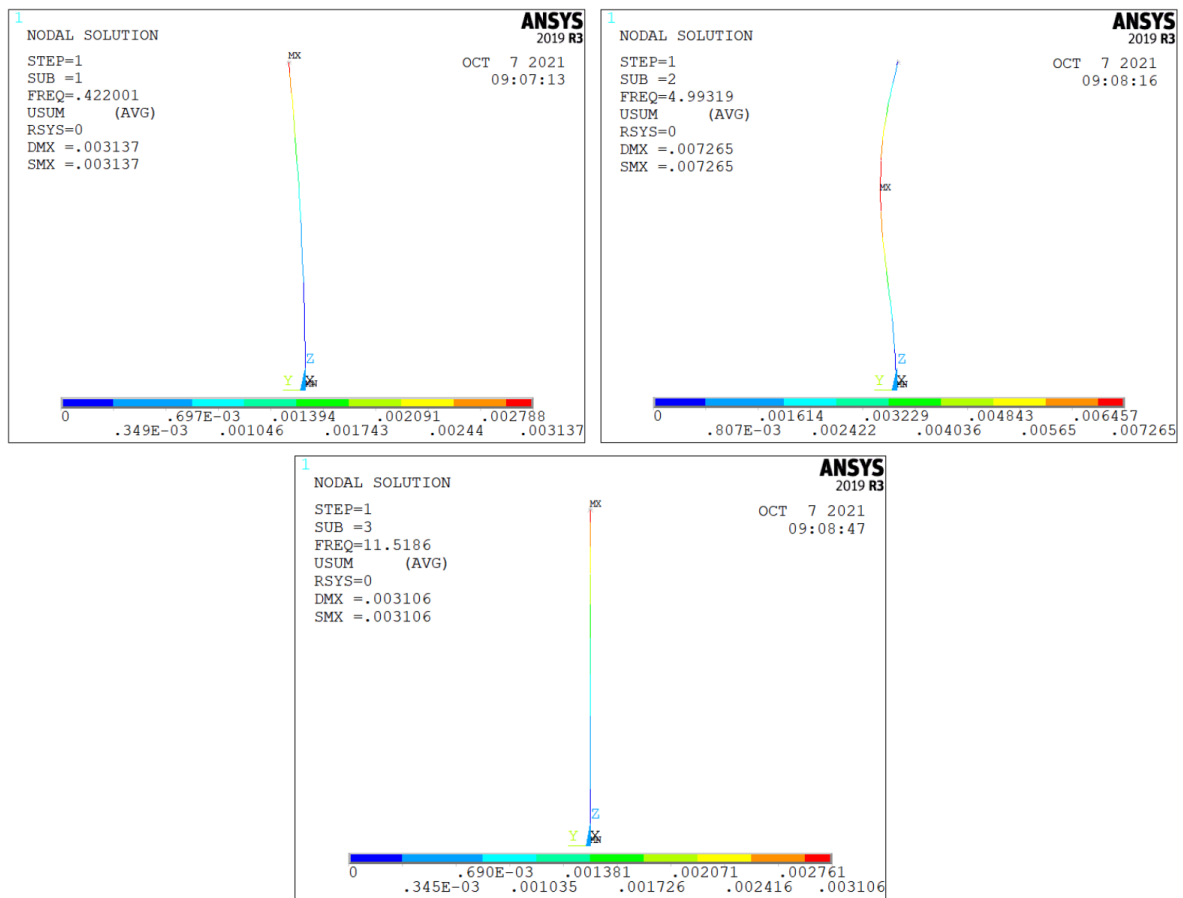 1
ANSYS
2019 R3
NODAL SOLUTION
STEP=1
SUB =1
FREQ=.422001
USUM (AVG)
RSYS=0
DMX =.003137
SMX =.003137
OCT 7 2021
09:07:13
MX
Z
Y X MN
0 .697E-03 .001394 .002091 .002788
.349E-03 .001046 .001743 .00244 .003137
1
ANSYS
2019 R3
NODAL SOLUTION
STEP=1
SUB =2
FREQ=4.99319
USUM (AVG)
RSYS=0
DMX =.007265
SMX =.007265
OCT 7 2021
09:08:16
MX
Z
Y X MN
0 .001614 .003229 .004843 .006457
.807E-03 .002422 .004036 .00565 .007265
1
ANSYS
2019 R3
NODAL SOLUTION
STEP=1
SUB =3
FREQ=11.5186
USUM (AVG)
RSYS=0
DMX =.003106
SMX =.003106
OCT 7 2021
09:08:47
MX
Z
Y X MN
0 .690E-03 .001381 .002071 .002761
.345E-03 .001035 .001726 .002416 .003106